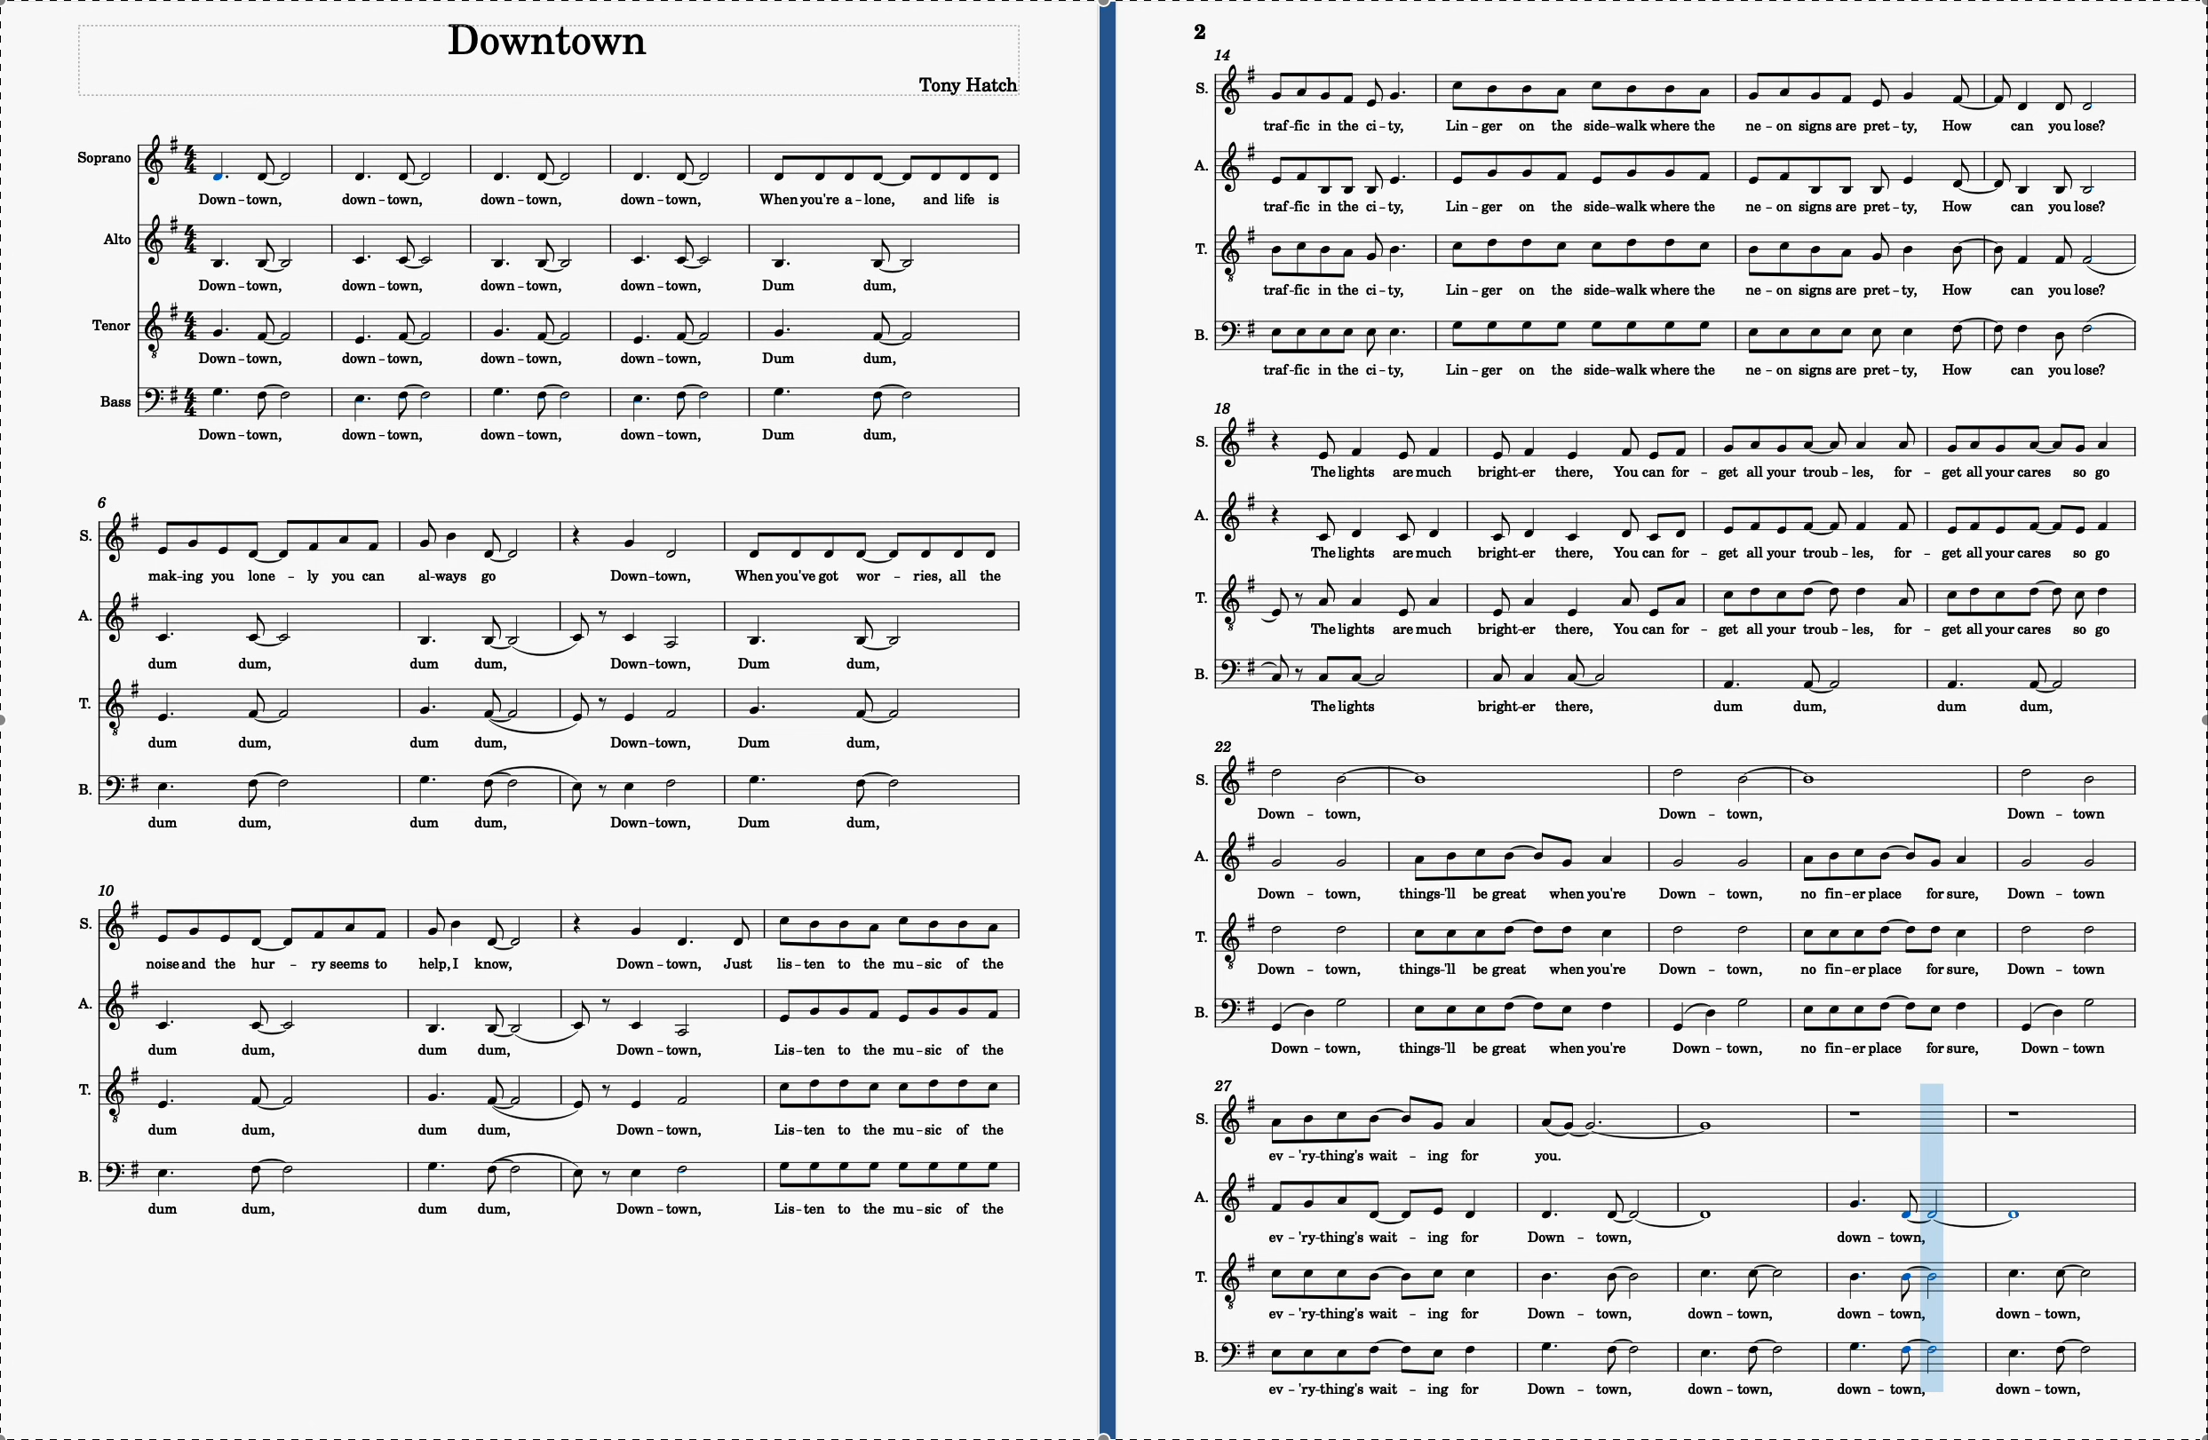 Downtown
Tony Hatch
Soprano
Down-town, down-town, down-town, down-town, When you're a-lone, and life is
Alto
Down-town, down-town, down-town, down-town, Dum dum,
Tenor
Down-town, down-town, down-town, down-town, Dum dum,
Bass
Down-town, down-town, down-town, down-town, Dum dum,
6
S.
mak-ing you lone - ly you can al-ways go Down-town, When you've got wor - ries, all the
A.
dum dum, dum dum, Down-town, Dum dum,
T.
dum dum, dum dum, Down-town, Dum dum,
B.
dum dum, dum dum, Down-town, Dum dum,
10
S.
noise and the hur - ry seems to help, I know, Down-town, Just lis-ten to the mu-sic of the
A.
dum dum, dum dum, Down-town, Lis-ten to the mu-sic of the
T.
dum dum, dum dum, Down-town, Lis-ten to the mu-sic of the
B.
dum dum, dum dum, Down-town, Lis-ten to the mu-sic of the
2
14
S.
traf-fic in the ci-ty, Lin-ger on the side-walk where the ne-on signs are pret-ty, How can you lose?
A.
traf-fic in the ci-ty, Lin-ger on the side-walk where the ne-on signs are pret-ty, How can you lose?
T.
traf-fic in the ci-ty, Lin-ger on the side-walk where the ne-on signs are pret-ty, How can you lose?
B.
traf-fic in the ci-ty, Lin-ger on the side-walk where the ne-on signs are pret-ty, How can you lose?
18
S.
The lights are much bright-er there, You can for - get all your troub-les, for - get all your cares so go
A.
The lights are much bright-er there, You can for - get all your troub-les, for - get all your cares so go
T.
The lights are much bright-er there, You can for - get all your troub-les, for - get all your cares so go
B.
The lights bright-er there, dum dum, dum dum,
22
S.
Down - town, Down - town, Down - town
A.
Down - town, things-'ll be great when you're Down - town, no fin-er place for sure, Down - town
T.
Down - town, things-'ll be great when you're Down - town, no fin-er place for sure, Down - town
B.
Down - town, things-'ll be great when you're Down - town, no fin-er place for sure, Down - town
27
S.
ev-'ry-thing's wait - ing for you.
A.
ev-'ry-thing's wait - ing for Down - town, down - town,
T.
ev-'ry-thing's wait - ing for Down - town, down - town, down - town, down - town,
B.
ev-'ry-thing's wait - ing for Down - town, down - town, down - town, down - town,